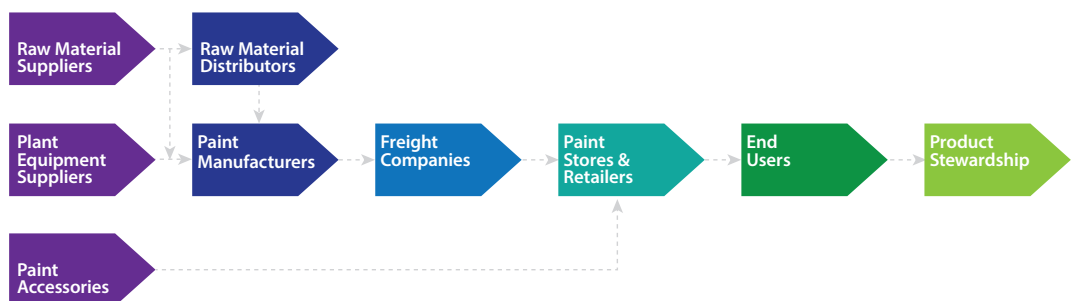 Raw Material
Suppliers
Raw Material
Distributors
Plant
Equipment
Suppliers
Paint
Manufacturers
Freight
Companies
Paint
Stores &
Retailers
End
Users
Product
Stewardship
Paint
Accessories